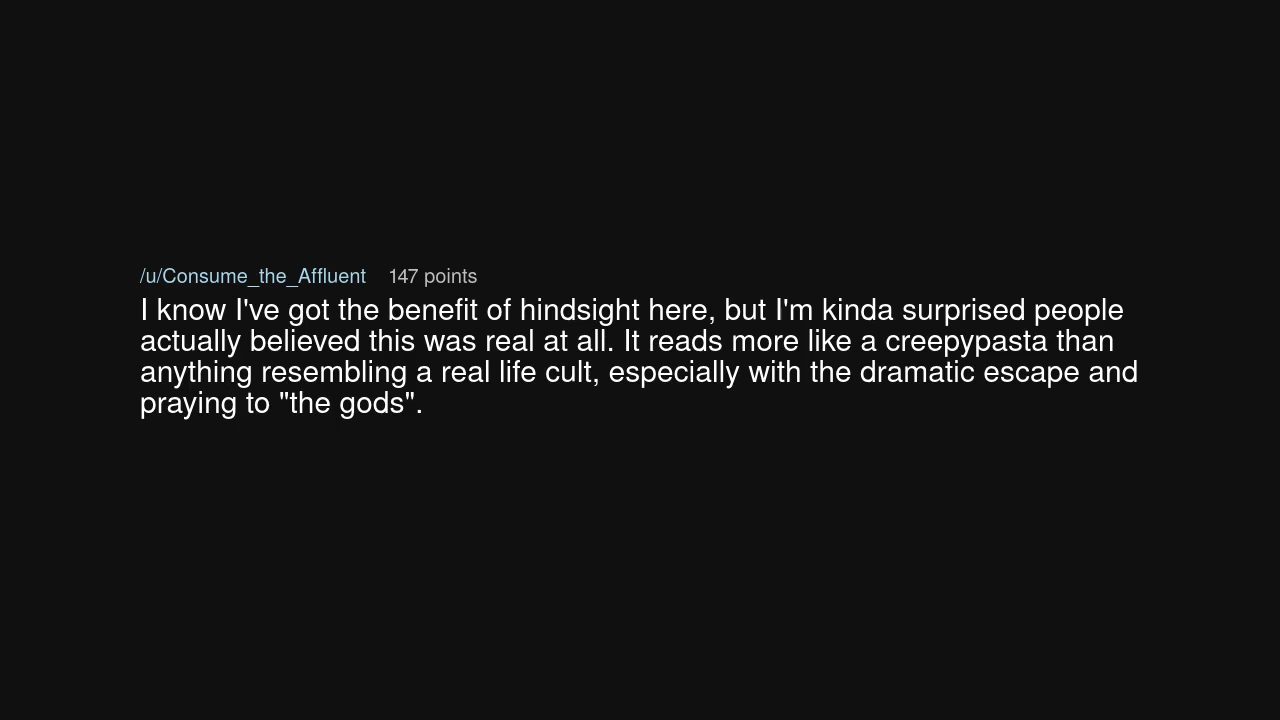 /u/Consume_the_Affluent 147 points
I know I've got the benefit of hindsight here, but I'm kinda surprised people
actually believed this was real at all. It reads more like a creepypasta than
anything resembling a real life cult, especially with the dramatic escape and
praying to "the gods".